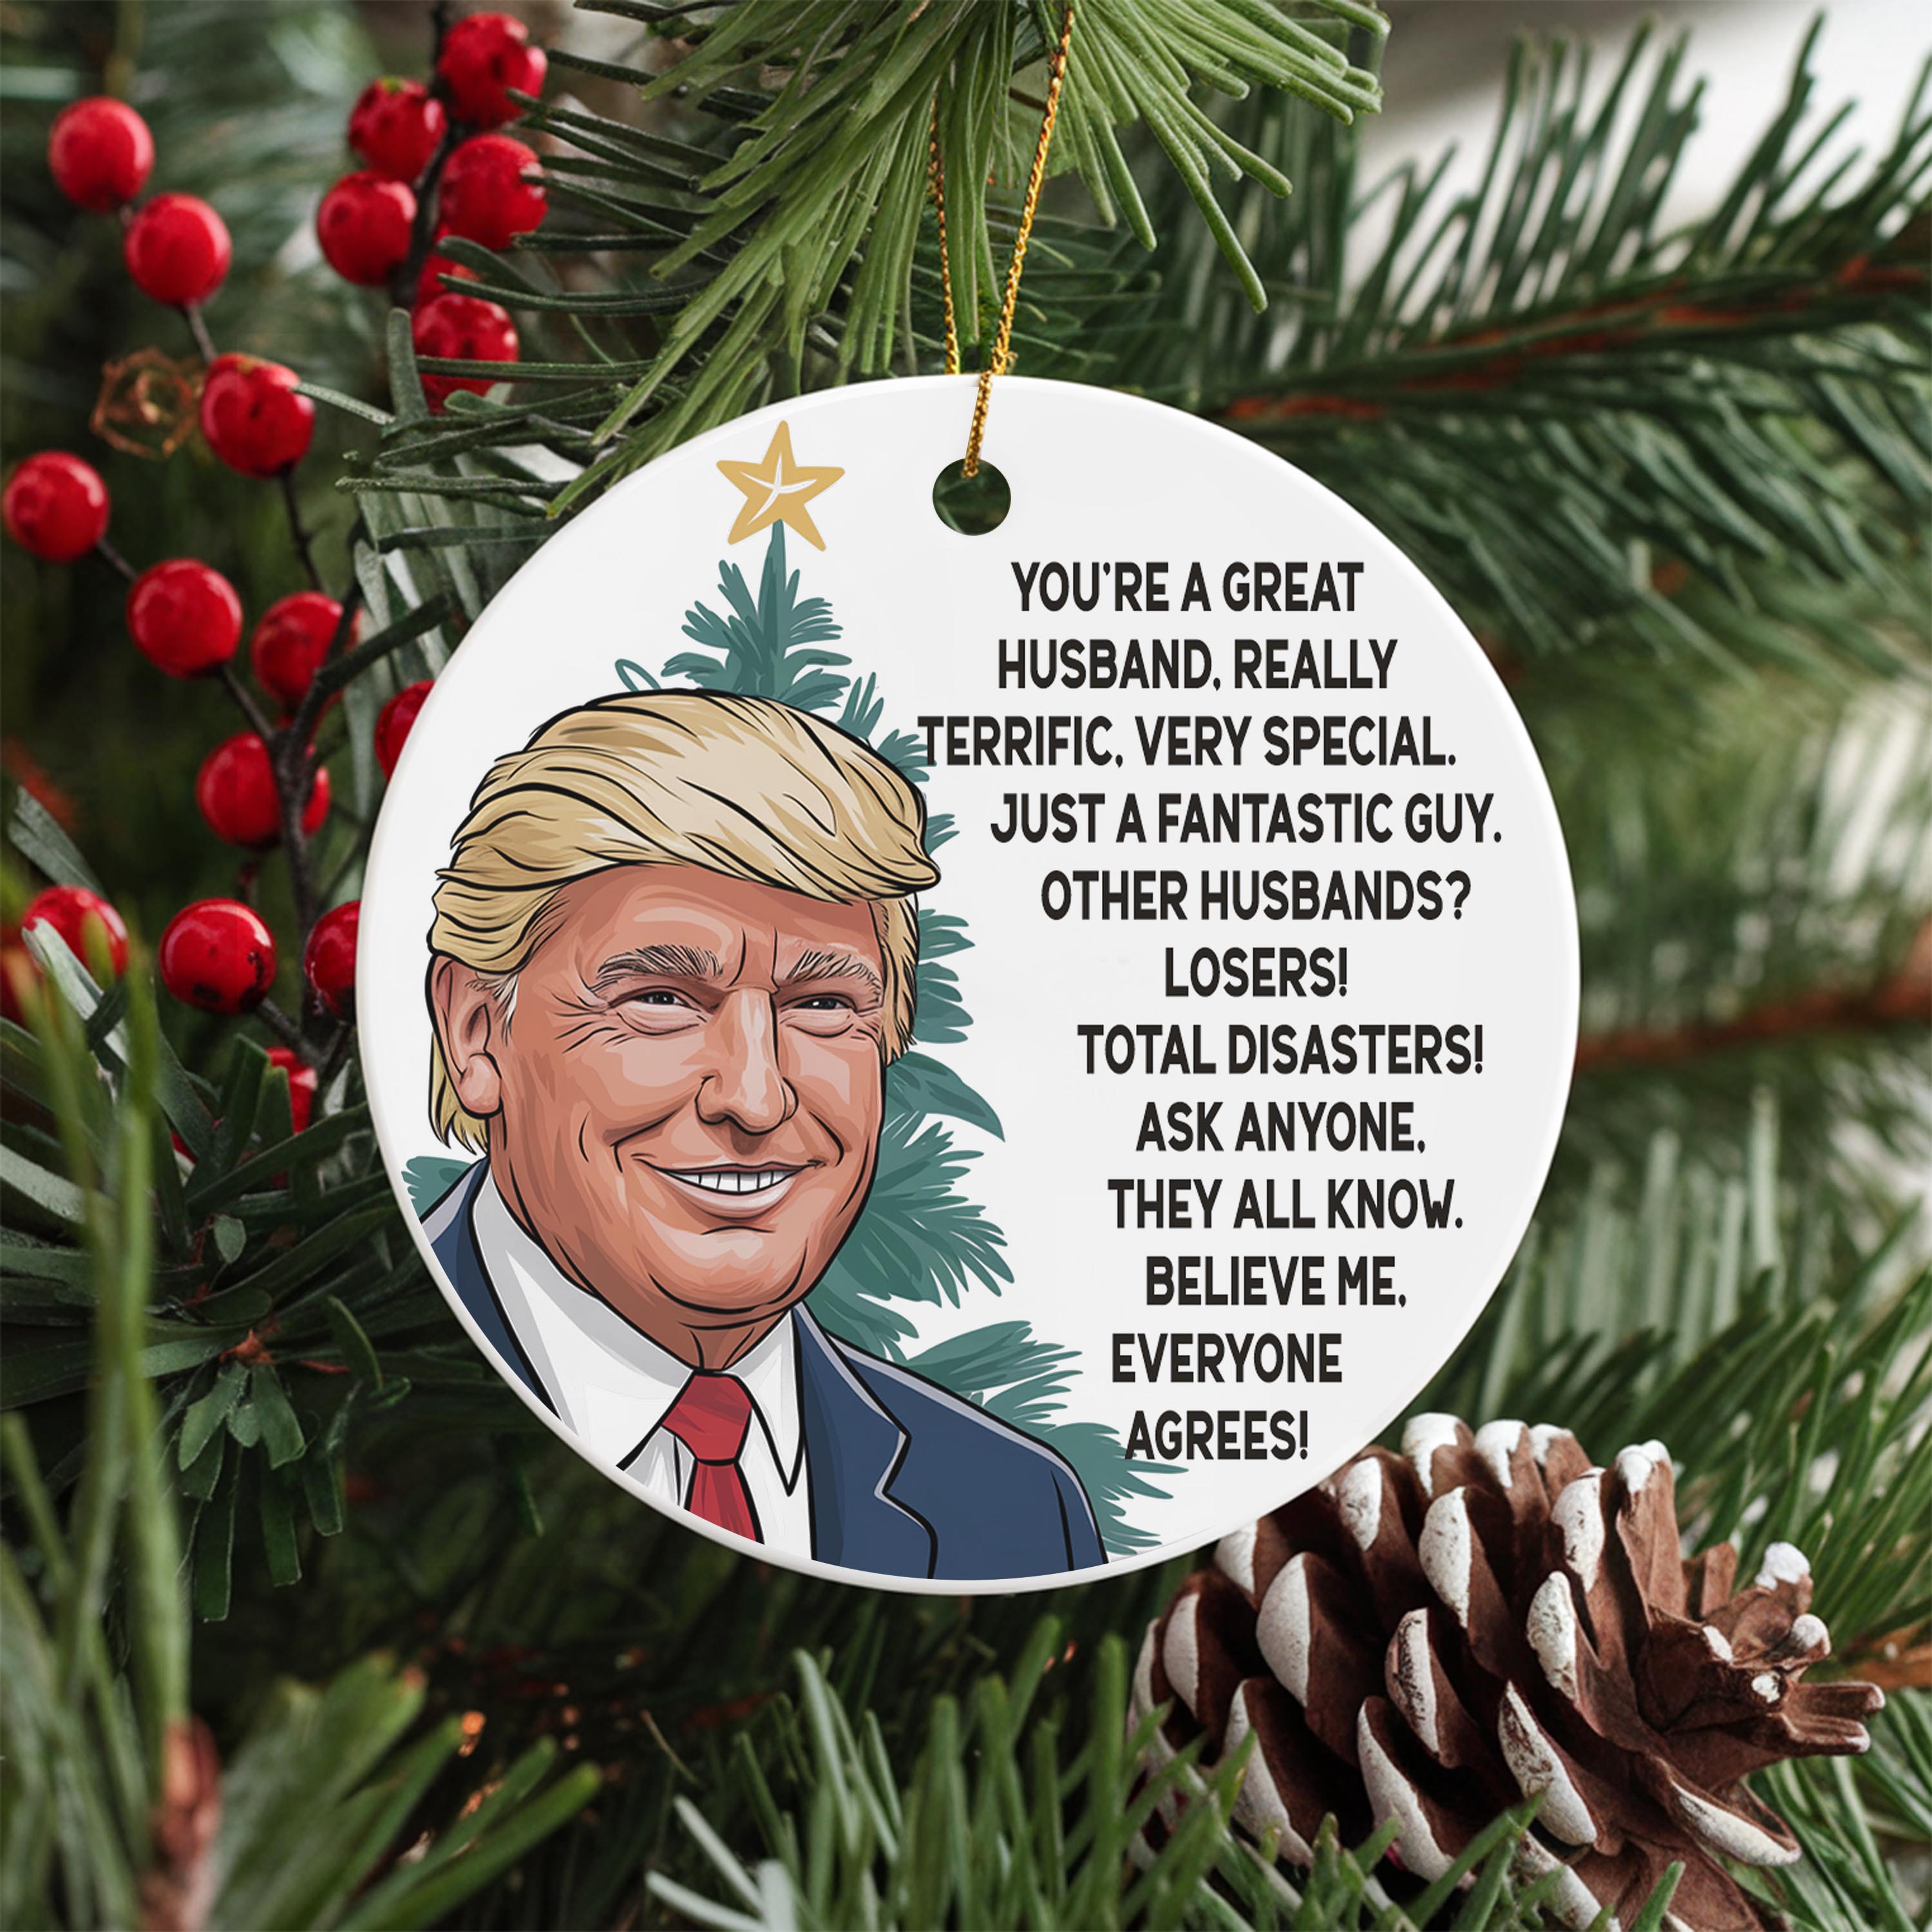 YOU'RE A GREAT
HUSBAND, REALLY
TERRIFIC, VERY SPECIAL.
JUST A FANTASTIC GUY.
OTHER HUSBANDS?
LOSERS!
TOTAL DISASTERS!
ASK ANYONE,
THEY ALL KNOW.
BELIEVE ME,
EVERYONE
AGREES!